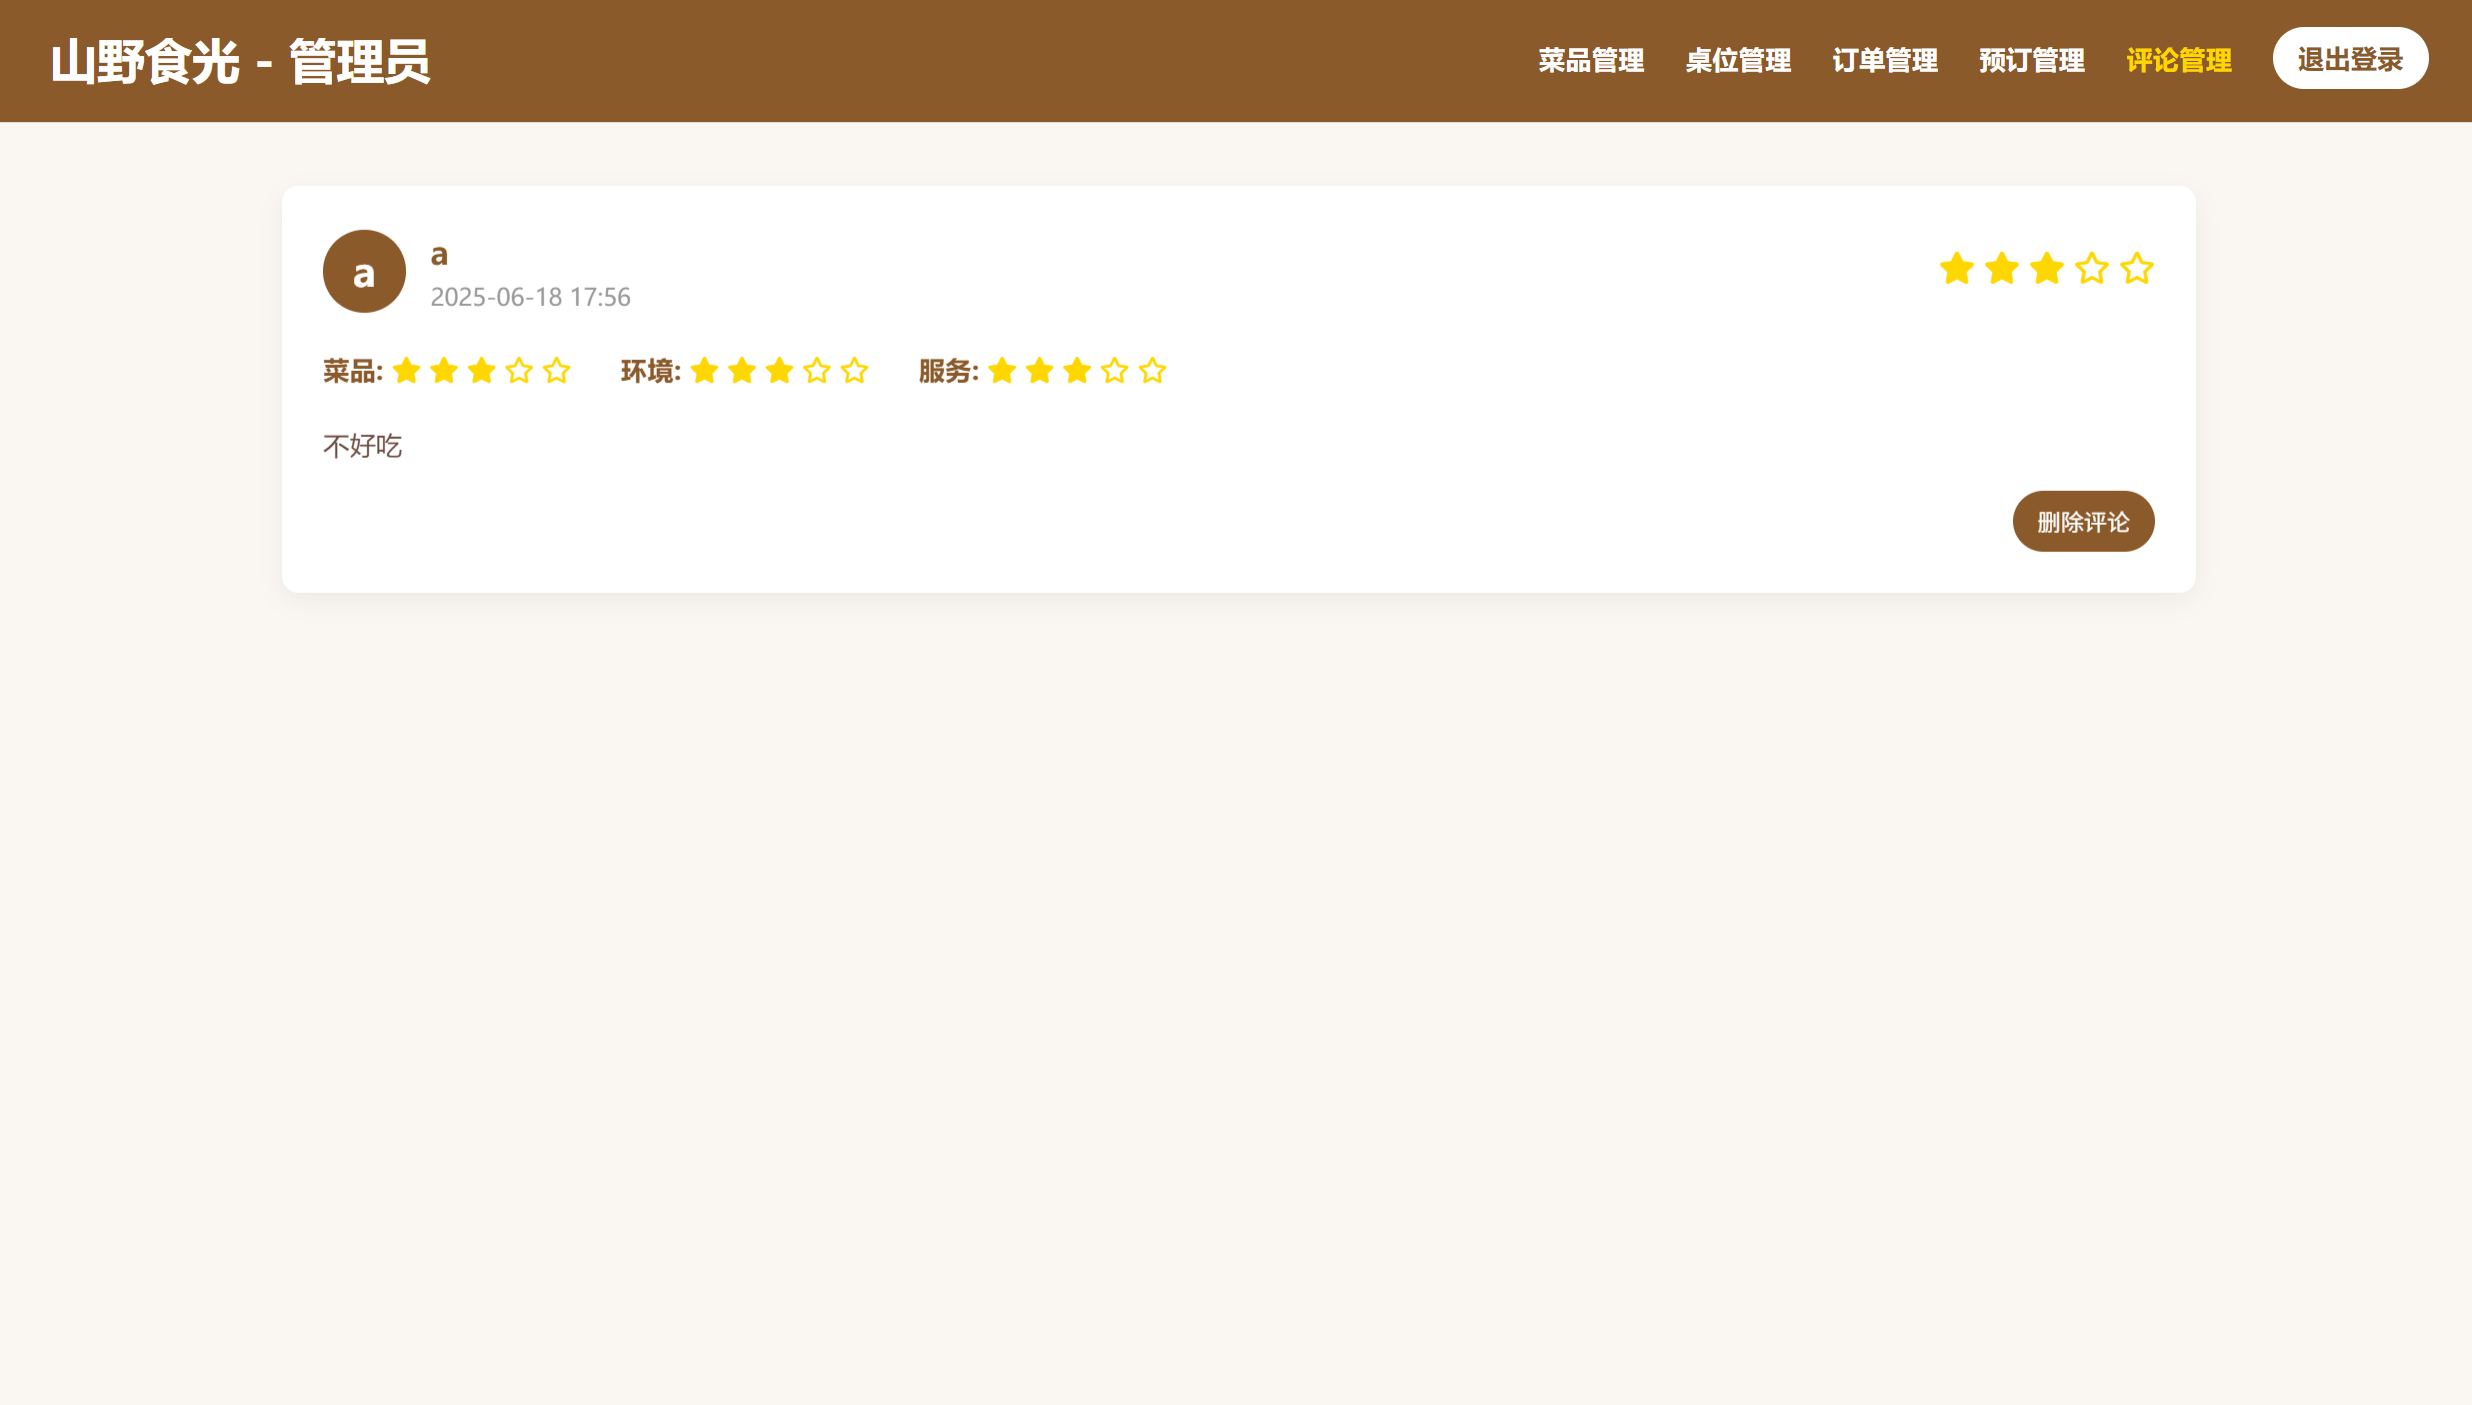 山野食光 - 管理员
菜品管理 桌位管理 订单管理 预订管理 评论管理 退出登录
a
a
2025-06-18 17:56
菜品: 环境: 服务:
不好吃
删除评论